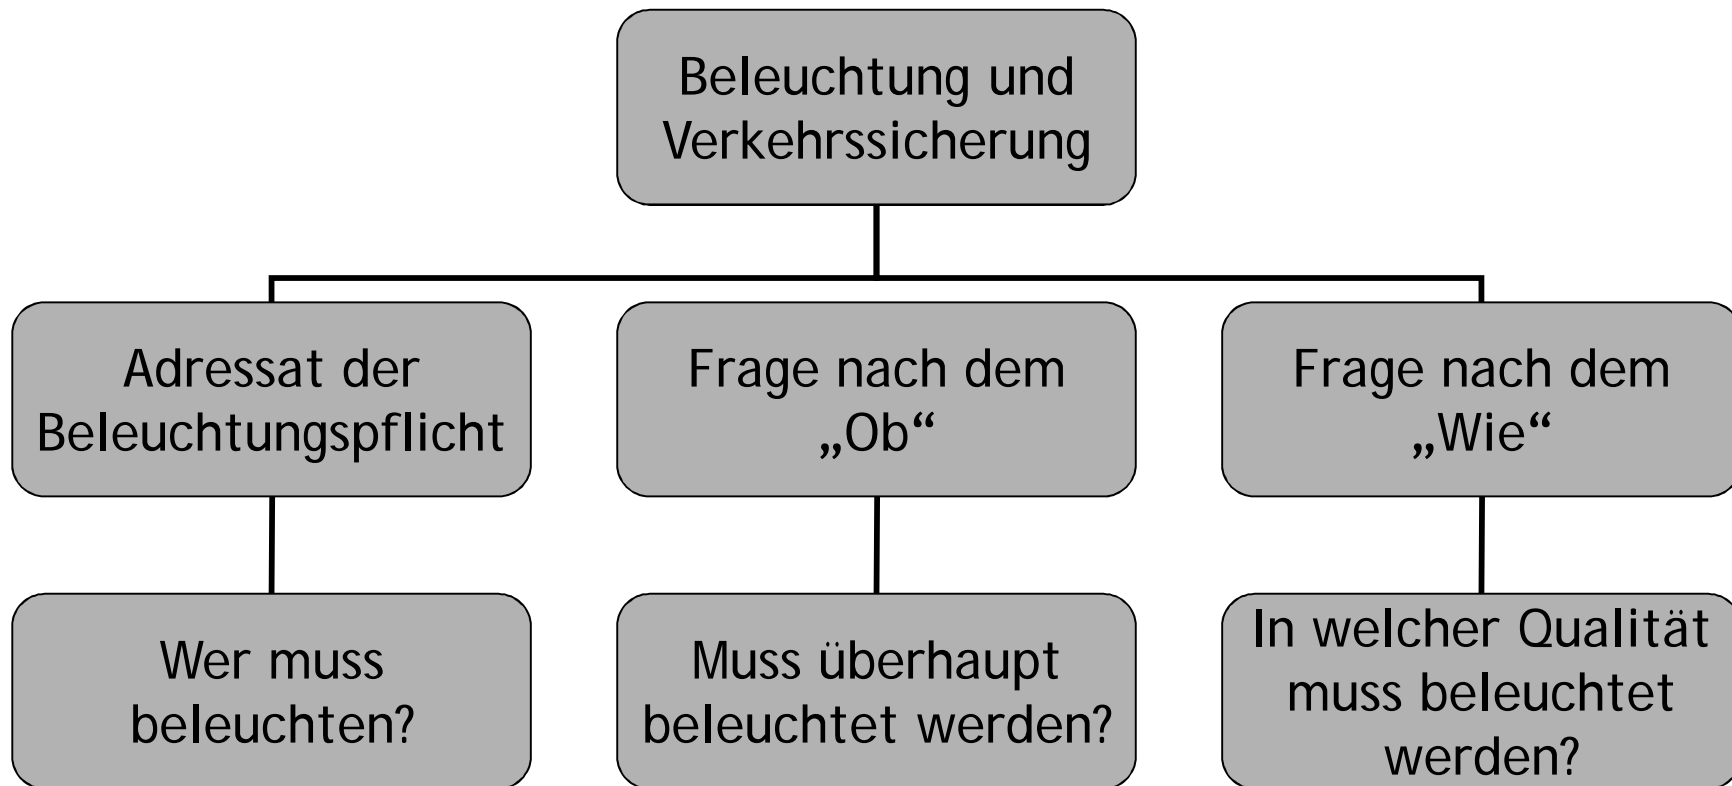 Beleuchtung und
Verkehrssicherung
Adressat der
Beleuchtungspflicht
Frage nach dem
„Ob“
Frage nach dem
„Wie“
Wer muss
beleuchten?
Muss überhaupt
beleuchtet werden?
In welcher Qualität
muss beleuchtet
werden?